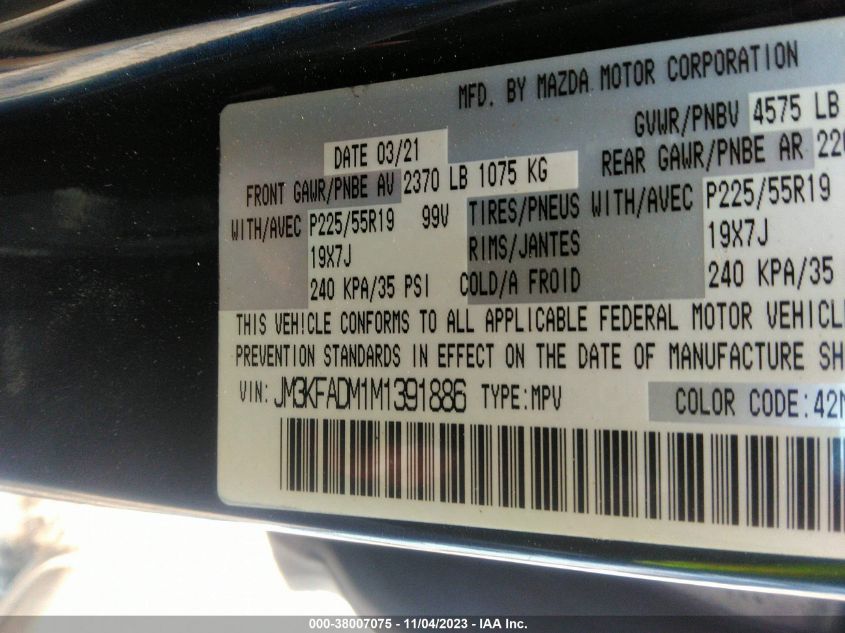 MFD. BY MAZDA MOTOR CORPORATION
DATE 03/21 GVWR/PNBV 4575 LB
FRONT GAWR/PNBE AV 2370 LB 1075 KG REAR GAWR/PNBE AR
WITH/AVEC P225/55R19 99V TIRES/PNEUS WITH/AVEC P225/55R19
19X7J RIMS/JANTES 19X7J
240 KPA/35 PSI COLD/A FROID 240 KPA/35
THIS VEHICLE CONFORMS TO ALL APPLICABLE FEDERAL MOTOR
PREVENTION STANDARDS IN EFFECT ON THE DATE OF MANUFACTURE
VIN: JM3KFADM1M1391886 TYPE:MPV COLOR CODE:
000-38007075 - 11/04/2023 - IAA Inc.